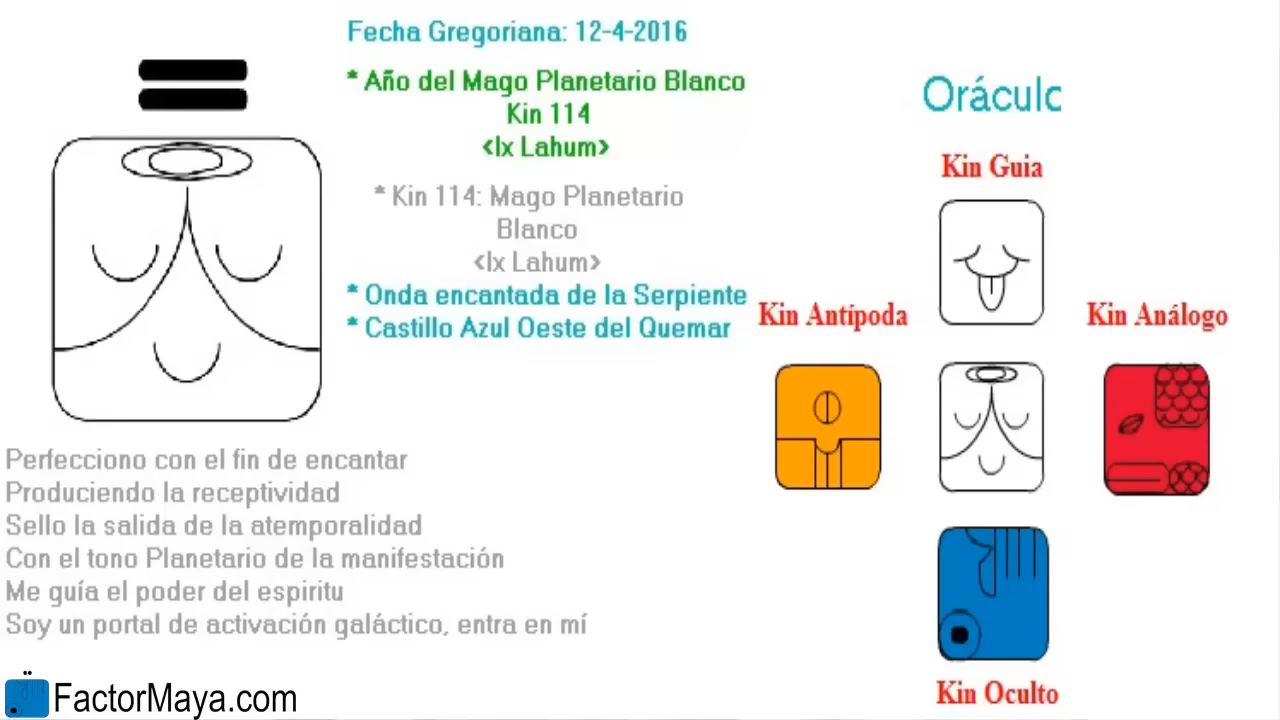 Fecha Gregoriana: 12-4-2016
* Año del Mago Planetario Blanco
Kin 114
<Ix Lahum>
* Kin 114: Mago Planetario
Blanco
<Ix Lahum>
* Onda encantada de la Serpiente
* Castillo Azul Oeste del Quemar
Oráculo
Kin Guia
Kin Antípoda
Kin Análogo
Kin Oculto
Perfecciono con el fin de encantar
Produciendo la receptividad
Sello la salida de la atemporalidad
Con el tono Planetario de la manifestación
Me guía el poder del espiritu
Soy un portal de activación galáctico, entra en mí
FactorMaya.com